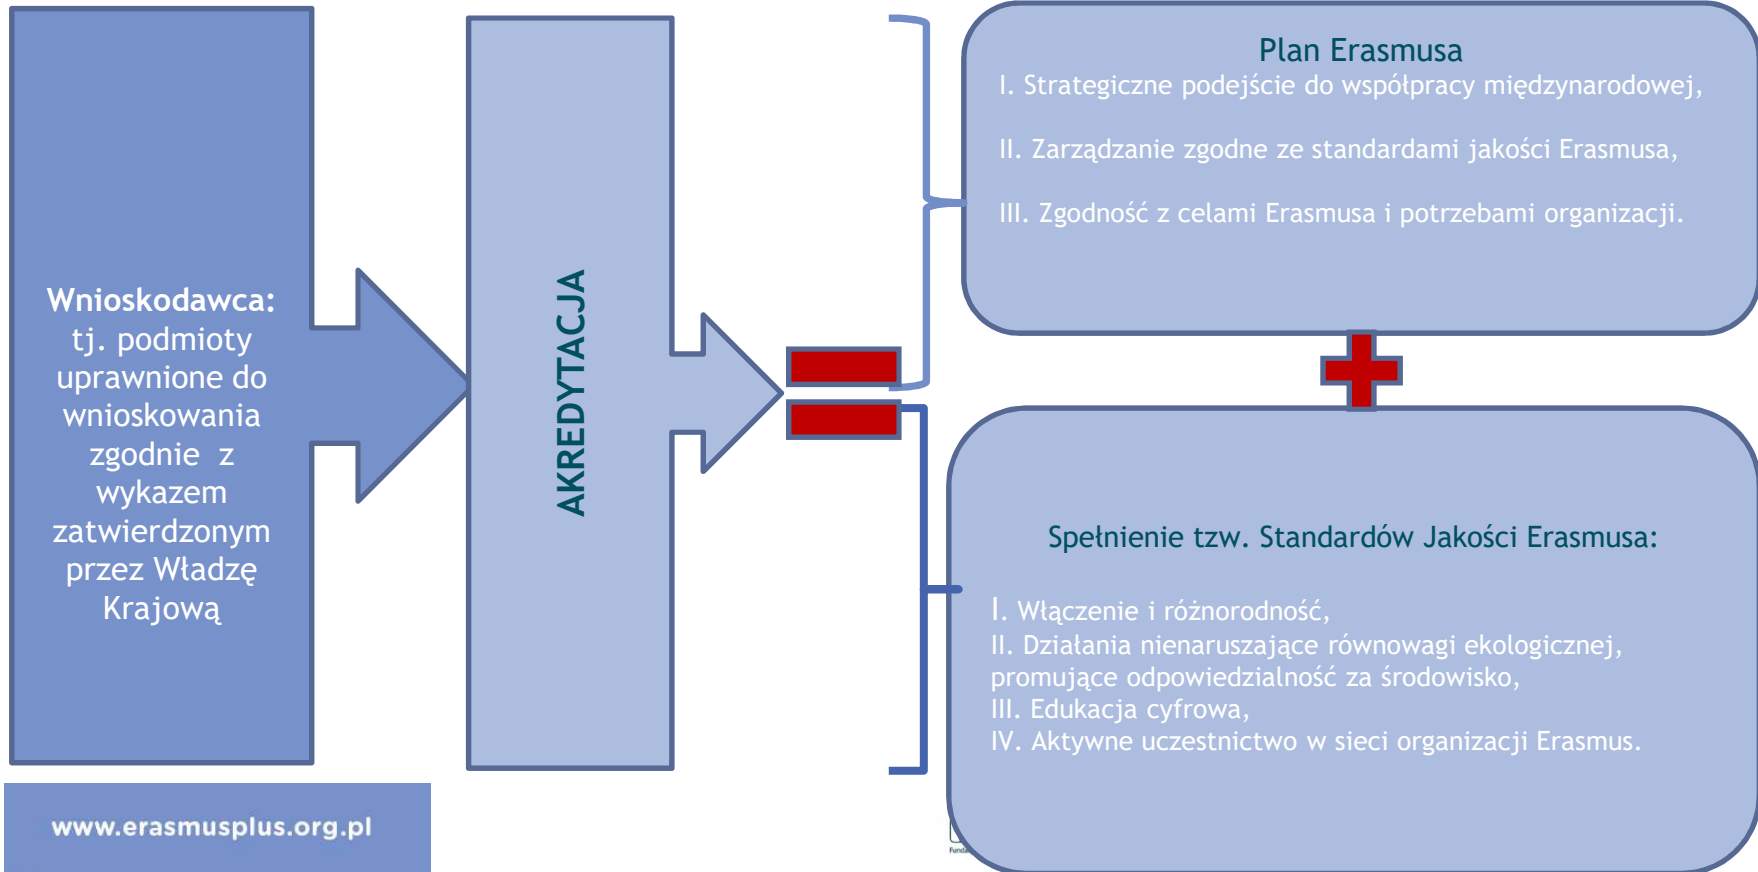 Wnioskodawca:
tj. podmioty
uprawnione do
wnioskowania
zgodnie z
wykazem
zatwierdzonym
przez Władzę
Krajową
AKREDYTACJA
Plan Erasmusa
I. Strategiczne podejście do współpracy międzynarodowej,
II. Zarządzanie zgodne ze standardami jakości Erasmusa,
III. Zgodność z celami Erasmusa i potrzebami organizacji.
Spełnienie tzw. Standardów Jakości Erasmusa:
I. Włączenie i różnorodność,
II. Działania nienaruszające równowagi ekologicznej,
promujące odpowiedzialność za środowisko,
III. Edukacja cyfrowa,
IV. Aktywne uczestnictwo w sieci organizacji Erasmus.
www.erasmusplus.org.pl